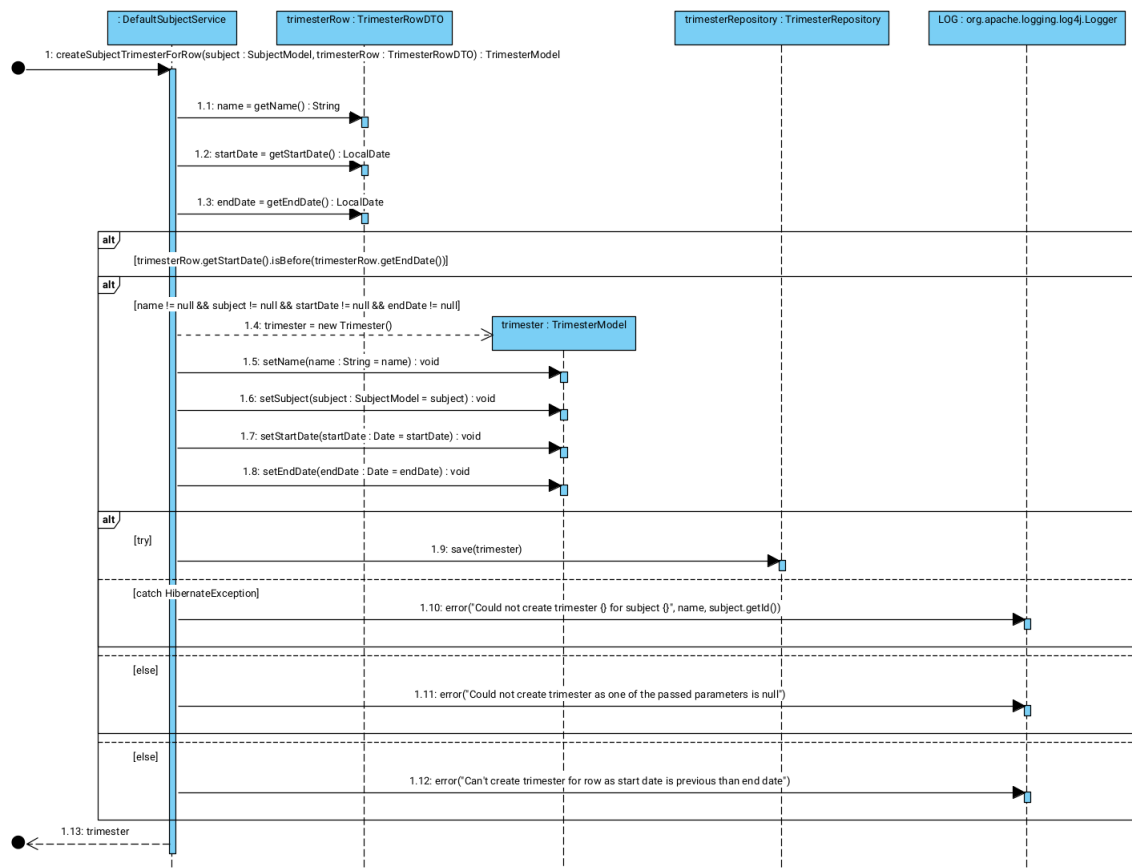 : DefaultSubjectService
trimesterRow : TrimesterRowDTO
trimesterRepository : TrimesterRepository
LOG : org.apache.logging.log4j.Logger
1: createSubjectTrimesterForRow(subject : SubjectModel, trimesterRow : TrimesterRowDTO) : TrimesterModel
1.1: name = getName() : String
1.2: startDate = getStartDate() : LocalDate
1.3: endDate = getEndDate() : LocalDate
alt
[trimesterRow.getStartDate().isBefore(trimesterRow.getEndDate())]
alt
[name != null && subject != null && startDate != null && endDate != null]
1.4: trimester = new Trimester()
trimester : TrimesterModel
1.5: setName(name : String = name) : void
1.6: setSubject(subject : SubjectModel = subject) : void
1.7: setStartDate(startDate : Date = startDate) : void
1.8: setEndDate(endDate : Date = endDate) : void
alt
[try]
1.9: save(trimester)
[catch HibernateException]
1.10: error("Could not create trimester {} for subject {}", name, subject.getId())
[else]
1.11: error("Could not create trimester as one of the passed parameters is null")
[else]
1.12: error("Can't create trimester for row as start date is previous than end date")
1.13: trimester